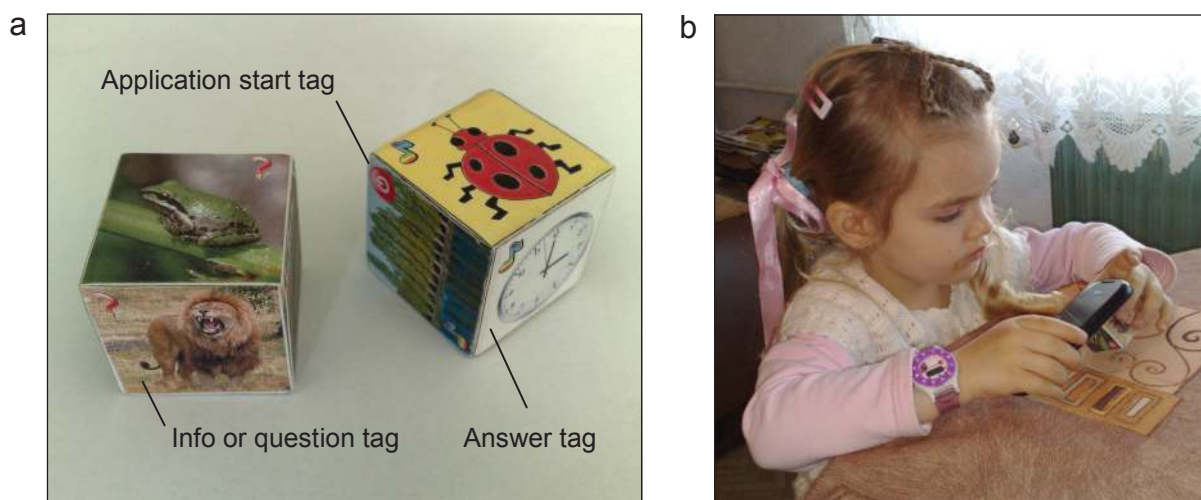 a
Application start tag
Info or question tag
Answer tag
b